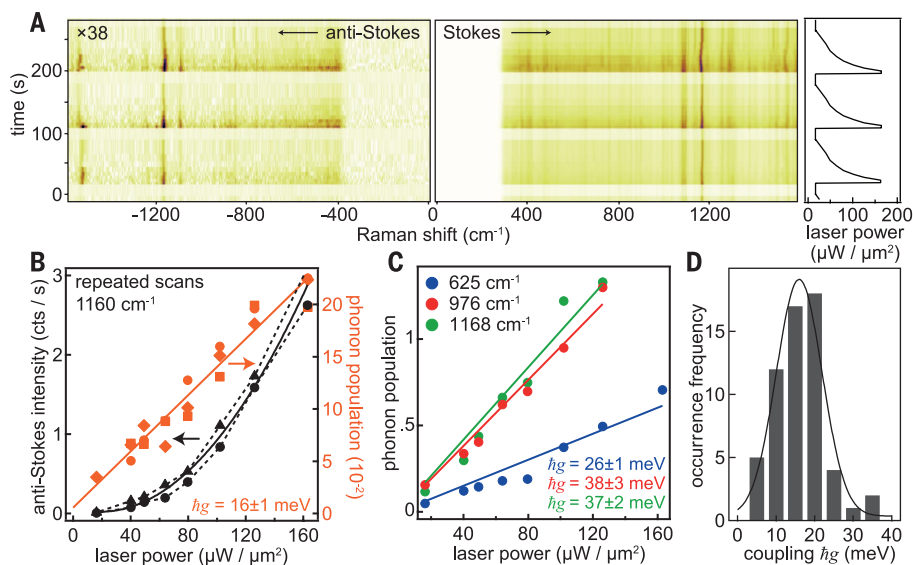 A
×38
anti-Stokes
Stokes
time (s)
200
100
0
-1200
-800
-400
0
400
800
1200
Raman shift (cm⁻¹)
0
100
200
laser power
(µW / µm²)
B
repeated scans
1160 cm⁻¹
anti-Stokes intensity (cts / s)
3
2
1
0
phonon population (10⁻²)
20
15
10
5
0
ħg = 16±1 meV
0
40
80
120
160
laser power (µW / µm²)
C
625 cm⁻¹
976 cm⁻¹
1168 cm⁻¹
phonon population
1
0
ħg = 26±1 meV
ħg = 38±3 meV
ħg = 37±2 meV
0
40
80
120
160
laser power (µW / µm²)
D
occurrence frequency
15
10
5
0
0
10
20
30
40
coupling ħg (meV)